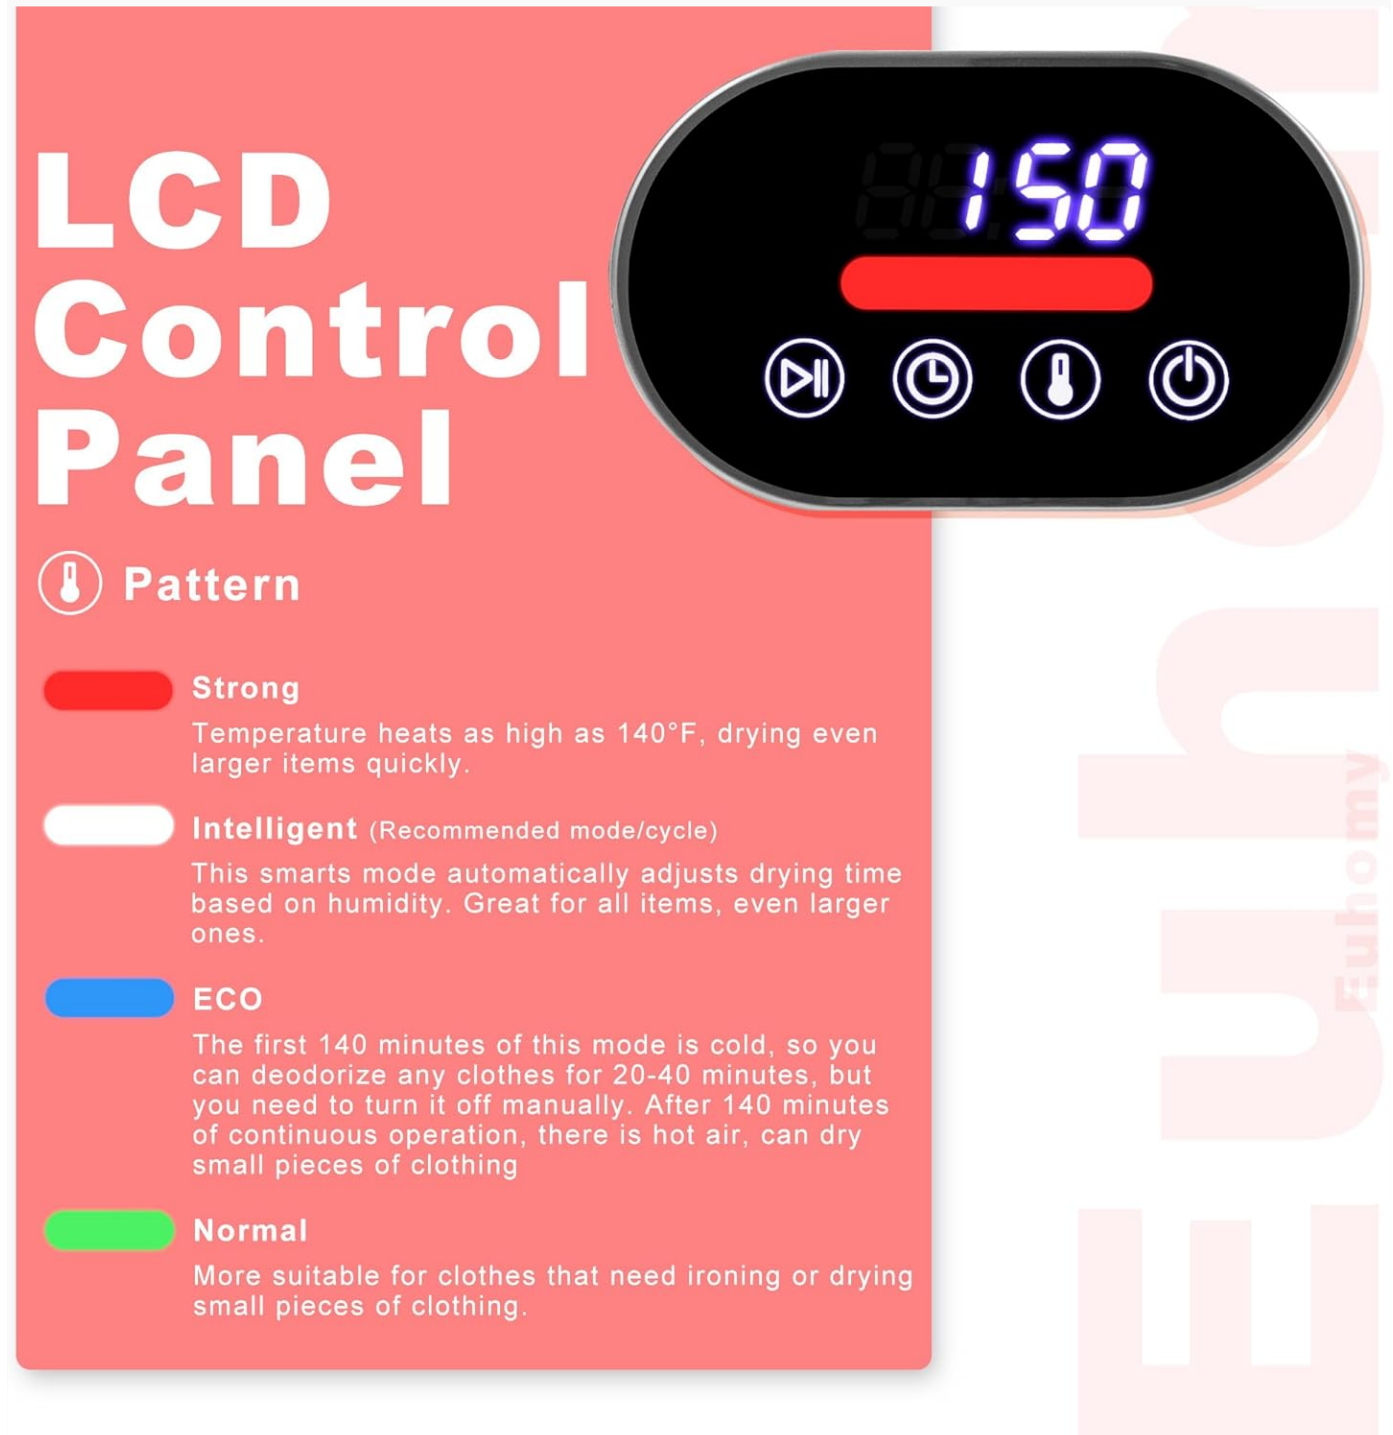 LCD
Control
Panel
150
Pattern
Strong
Temperature heats as high as 140°F, drying even
larger items quickly.
Intelligent (Recommended mode/cycle)
This smarts mode automatically adjusts drying time
based on humidity. Great for all items, even larger
ones.
ECO
The first 140 minutes of this mode is cold, so you
can deodorize any clothes for 20-40 minutes, but
you need to turn it off manually. After 140 minutes
of continuous operation, there is hot air, can dry
small pieces of clothing
Normal
More suitable for clothes that need ironing or drying
small pieces of clothing.
Euhom
Euhomy